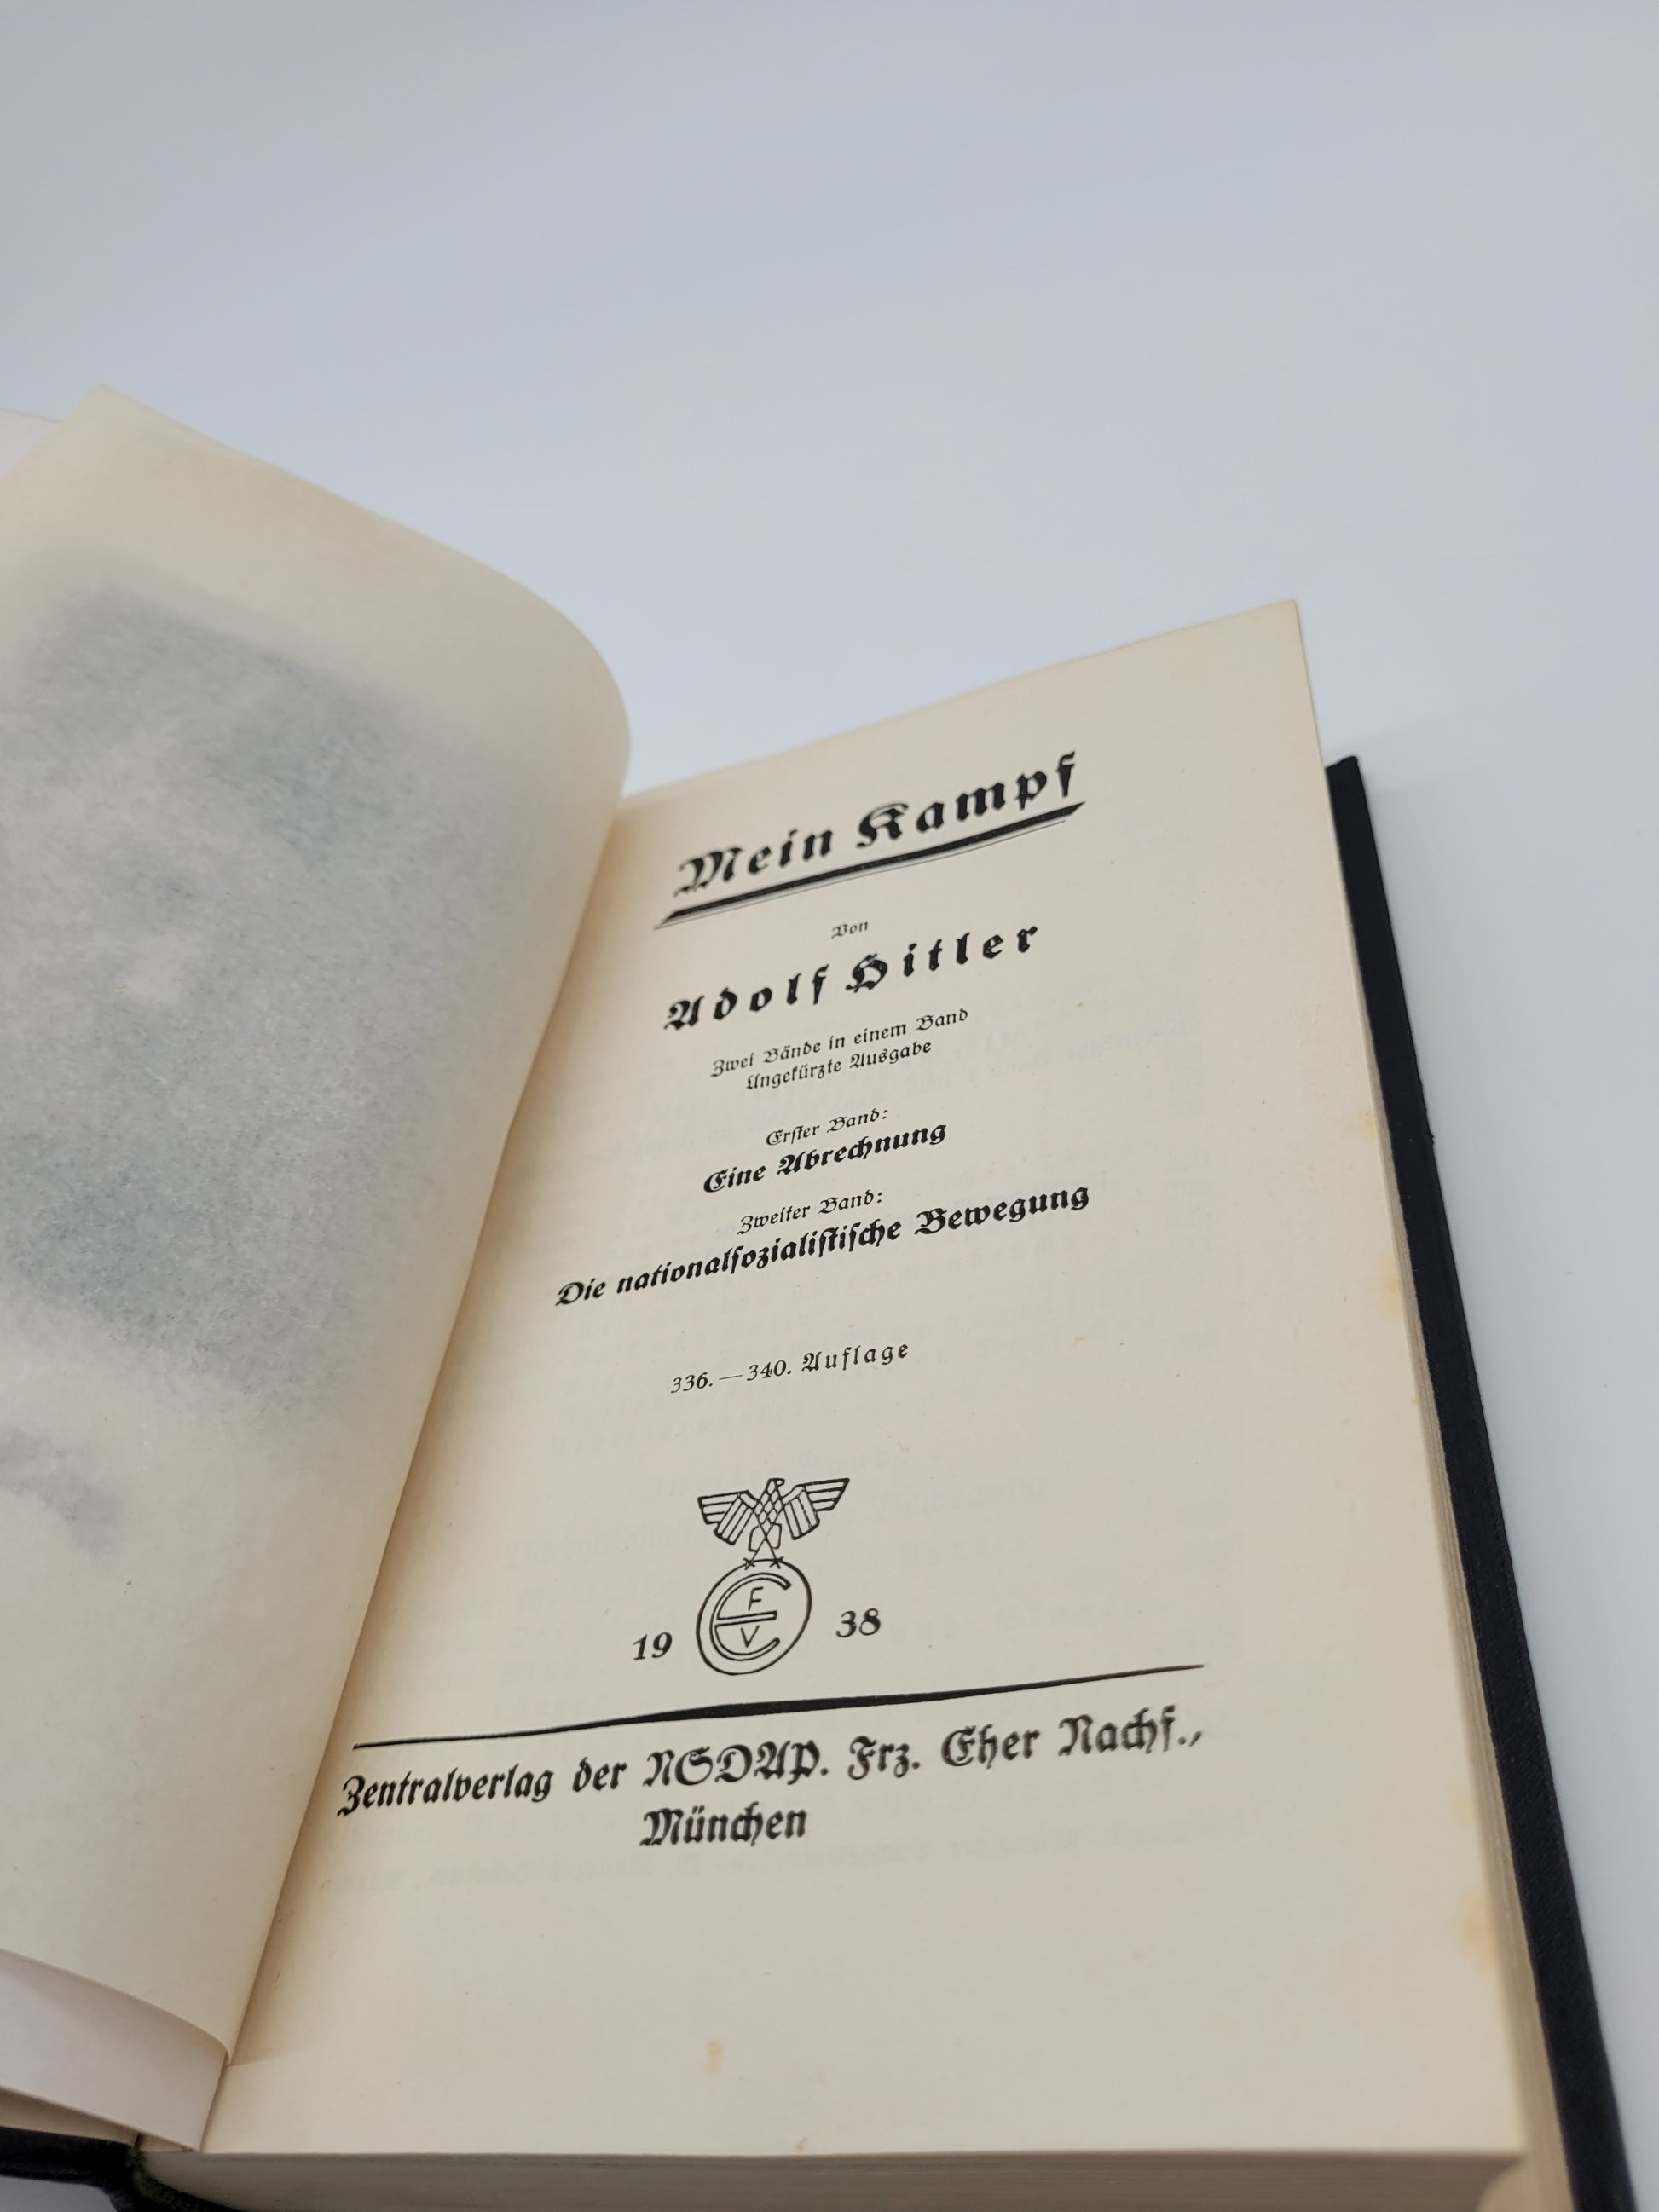 Mein Kampf
Von
Adolf Hitler
Zwei Bände in einem Band
Ungekürzte Ausgabe
Erster Band:
Eine Abrechnung
Zweiter Band:
Die nationalsozialistische Bewegung
336.—340. Auflage
F
E
V
19 38
Zentralverlag der NSDAP. Frz. Eher Nachf.,
München